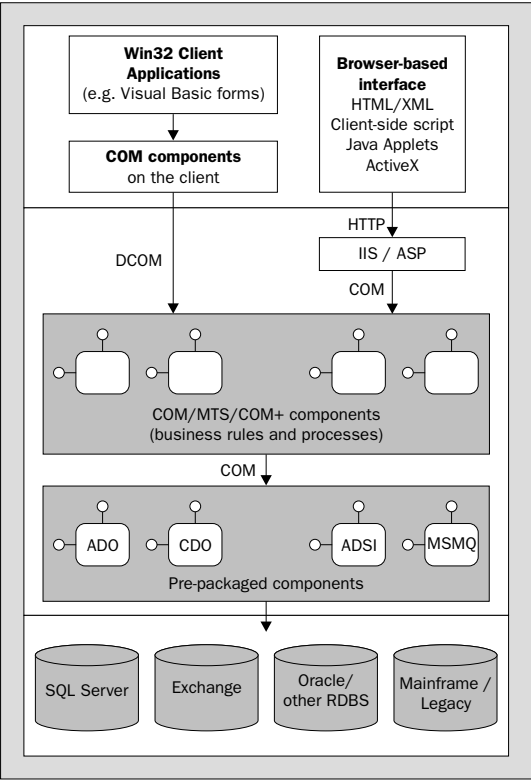 Win32 Client
Applications
(e.g. Visual Basic forms)
COM components
on the client
Browser-based
interface
HTML/XML
Client-side script
Java Applets
ActiveX
HTTP
IIS / ASP
DCOM
COM
COM/MTS/COM+ components
(business rules and processes)
COM
ADO
CDO
ADSI
MSMQ
Pre-packaged components
SQL Server
Exchange
Oracle/
other RDBS
Mainframe /
Legacy